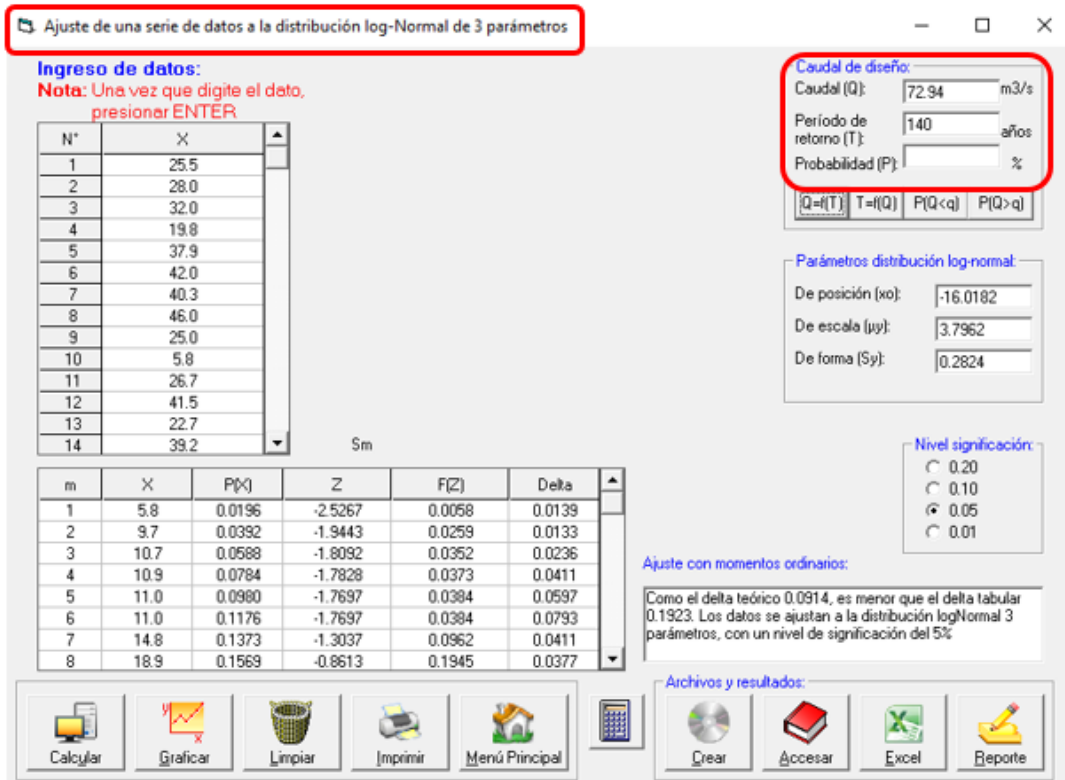 Ajuste de una serie de datos a la distribución log-Normal de 3 parámetros
Ingreso de datos:
Nota: Una vez que digite el dato,
presionar ENTER
N° X
1 25.5
2 28.0
3 32.0
4 19.8
5 37.9
6 42.0
7 40.3
8 46.0
9 25.0
10 5.8
11 26.7
12 41.5
13 22.7
14 39.2
Sm
Caudal de diseño:
Caudal (Q): 72.94 m3/s
Período de
retorno (T): 140 años
Probabilidad (P): %
Q=f(T) T=f(Q) P(Q<q) P(Q>q)
Parámetros distribución log-normal:
De posición (xo): -16.0182
De escala (µy): 3.7962
De forma (Sy): 0.2824
Nivel significación:
0.20
0.10
0.05
0.01
m X P(X) Z F(Z) Delta
1 5.8 0.0196 -2.5267 0.0058 0.0139
2 9.7 0.0392 -1.9443 0.0259 0.0133
3 10.7 0.0588 -1.8092 0.0352 0.0236
4 10.9 0.0784 -1.7828 0.0373 0.0411
5 11.0 0.0980 -1.7697 0.0384 0.0597
6 11.0 0.1176 -1.7697 0.0384 0.0793
7 14.8 0.1373 -1.3037 0.0962 0.0411
8 18.9 0.1569 -0.8613 0.1945 0.0377
Ajuste con momentos ordinarios:
Como el delta teórico 0.0914, es menor que el delta tabular
0.1923. Los datos se ajustan a la distribución logNormal 3
parámetros, con un nivel de significación del 5%
Calcular Graficar Limpiar Imprimir Menú Principal
Archivos y resultados:
Crear Accesar Excel Reporte